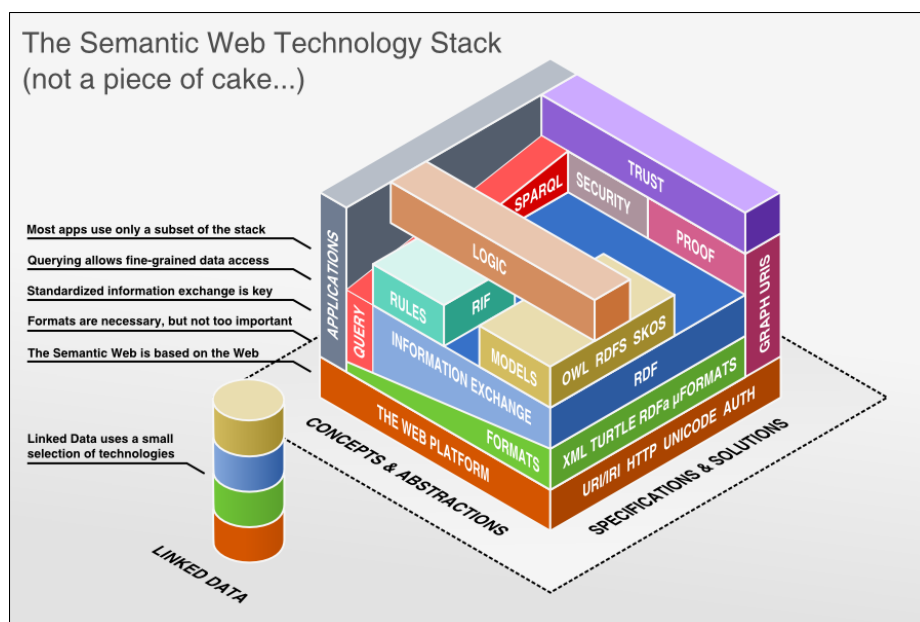 The Semantic Web Technology Stack
(not a piece of cake...)
Most apps use only a subset of the stack
Querying allows fine-grained data access
Standardized information exchange is key
Formats are necessary, but not too important
The Semantic Web is based on the Web
Linked Data uses a small
selection of technologies
LINKED DATA
APPLICATIONS
QUERY
RULES
RIF
LOGIC
SPARQL
SECURITY
TRUST
PROOF
GRAPH URIS
MODELS
OWL RDFS SKOS
INFORMATION EXCHANGE
RDF
FORMATS
XML TURTLE RDFa µFORMATS
THE WEB PLATFORM
URI/IRI HTTP UNICODE AUTH
CONCEPTS & ABSTRACTIONS
SPECIFICATIONS & SOLUTIONS